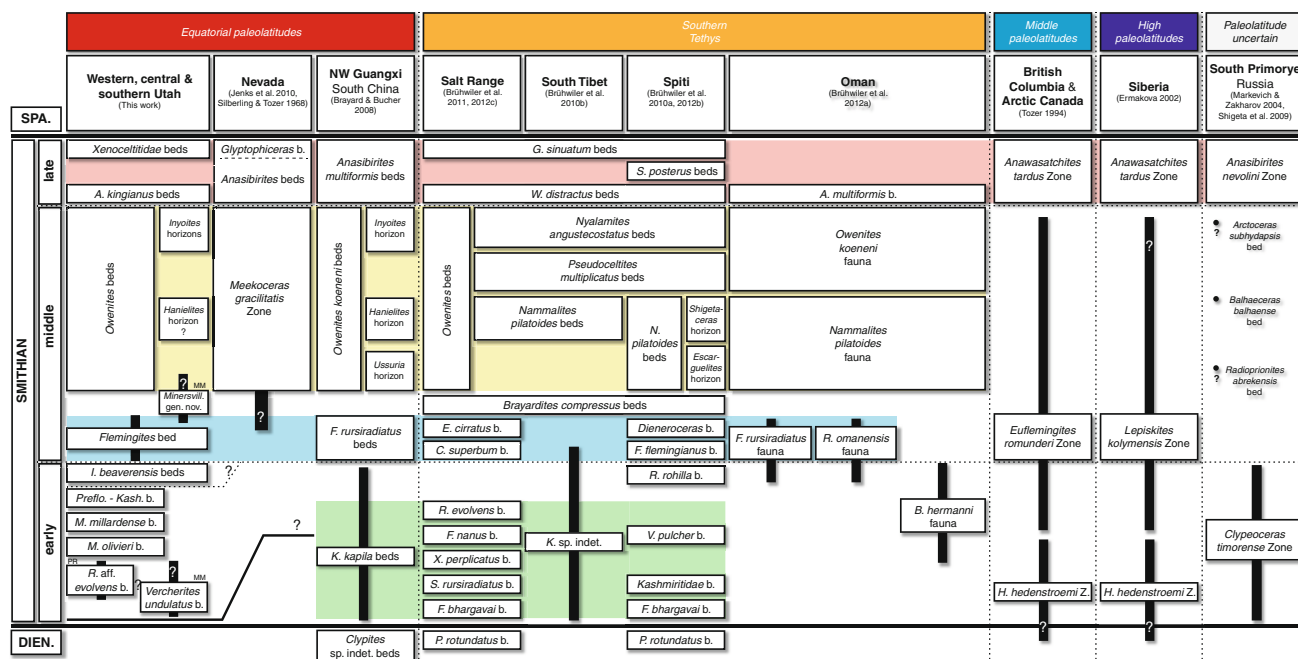 Equatorial paleolatitudes
Southern
Tethys
Middle
paleolatitudes
High
paleolatitudes
Paleolatitude
uncertain
Western, central &
southern Utah
(This work)
Nevada
(Jenks et al. 2010,
Silberling & Tozer 1968)
NW Guangxi
South China
(Brayard & Bucher
2008)
Salt Range
(Brühwiler et al.
2011, 2012c)
South Tibet
(Brühwiler et al.
2010b)
Spiti
(Brühwiler et al.
2010a, 2012b)
Oman
(Brühwiler et al.
2012a)
British
Columbia &
Arctic Canada
(Tozer 1994)
Siberia
(Ermakova 2002)
South Primorye
Russia
(Markevich &
Zakharov 2004,
Shigeta et al. 2009)
SPA.
SMITHIAN
late
Xenoceltitidae beds
A. kingianus beds
Glyptophiceras b.
Anasibirites beds
Anasibirites
multiformis beds
G. sinuatum beds
S. posterus beds
W. distractus beds
A. multiformis b.
Anawasatchites
tardus Zone
Anawasatchites
tardus Zone
Anasibirites
nevolini Zone
middle
Owenites beds
Inyoites
horizons
Hanielites
horizon
?
? MM
Minersvill.
gen. nov.
Flemingites bed
Meekoceras
gracilitatis
Zone
?
Owenites koeneni beds
Inyoites
horizon
Hanielites
horizon
Ussuria
horizon
F. rursiradiatus
beds
Owenites beds
Nyalamites
angustecostatus beds
Pseudoceltites
multiplicatus beds
Nammalites
pilatoides beds
N.
pilatoides
beds
Shigeta-
ceras
horizon
Escar-
guelites
horizon
Brayardites compressus beds
E. cirratus b.
C. superbum b.
Dieneroceras b.
F. flemingianus b.
Owenites
koeneni
fauna
Nammalites
pilatoides
fauna
F. rursiradiatus
fauna
R. omanensis
fauna
Euflemingites
romunderi Zone
?
Lepiskites
kolymensis Zone
?
Arctoceras
subhydapsis
bed
Balhaeceras
balhaense
bed
?
Radioprionites
abrekensis
bed
early
I. beaverensis beds
?
Preflo. - Kash. b.
M. millardense b.
M. olivieri b.
PR
R. aff.
evolvens b.
?
? MM
Vercherites
undulatus b.
?
K. kapila beds
R. evolvens b.
F. nanus b.
X. perplicatus b.
S. rursiradiatus b.
F. bhargavai b.
K. sp. indet.
R. rohilla b.
V. pulcher b.
Kashmiritidae b.
F. bhargavai b.
B. hermanni
fauna
H. hedenstroemi Z.
H. hedenstroemi Z.
Clypeoceras
timorense Zone
DIEN.
Clypites
sp. indet. beds
P. rotundatus b.
P. rotundatus b.
?
?